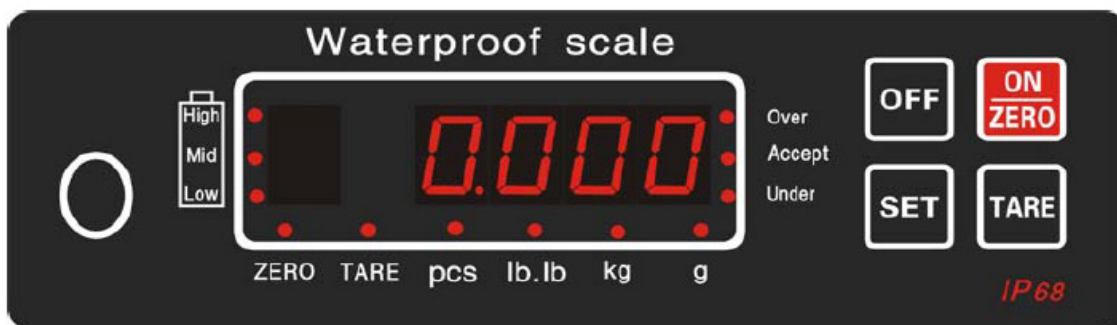 Waterproof scale
High
Mid
Low
0.000
Over
Accept
Under
ZERO TARE pcs lb.lb kg g
OFF
ON
ZERO
SET
TARE
IP68